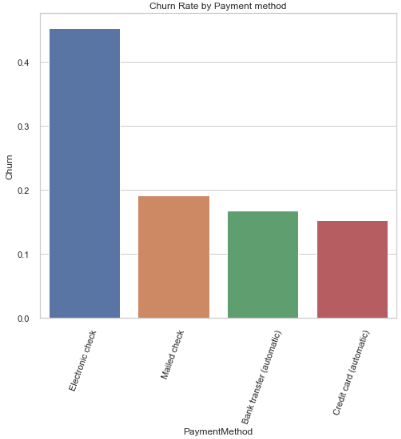 Churn Rate by Payment method
Churn
0.4
0.3
0.2
0.1
0.0
Electronic check
Mailed check
Bank transfer (automatic)
Credit card (automatic)
PaymentMethod